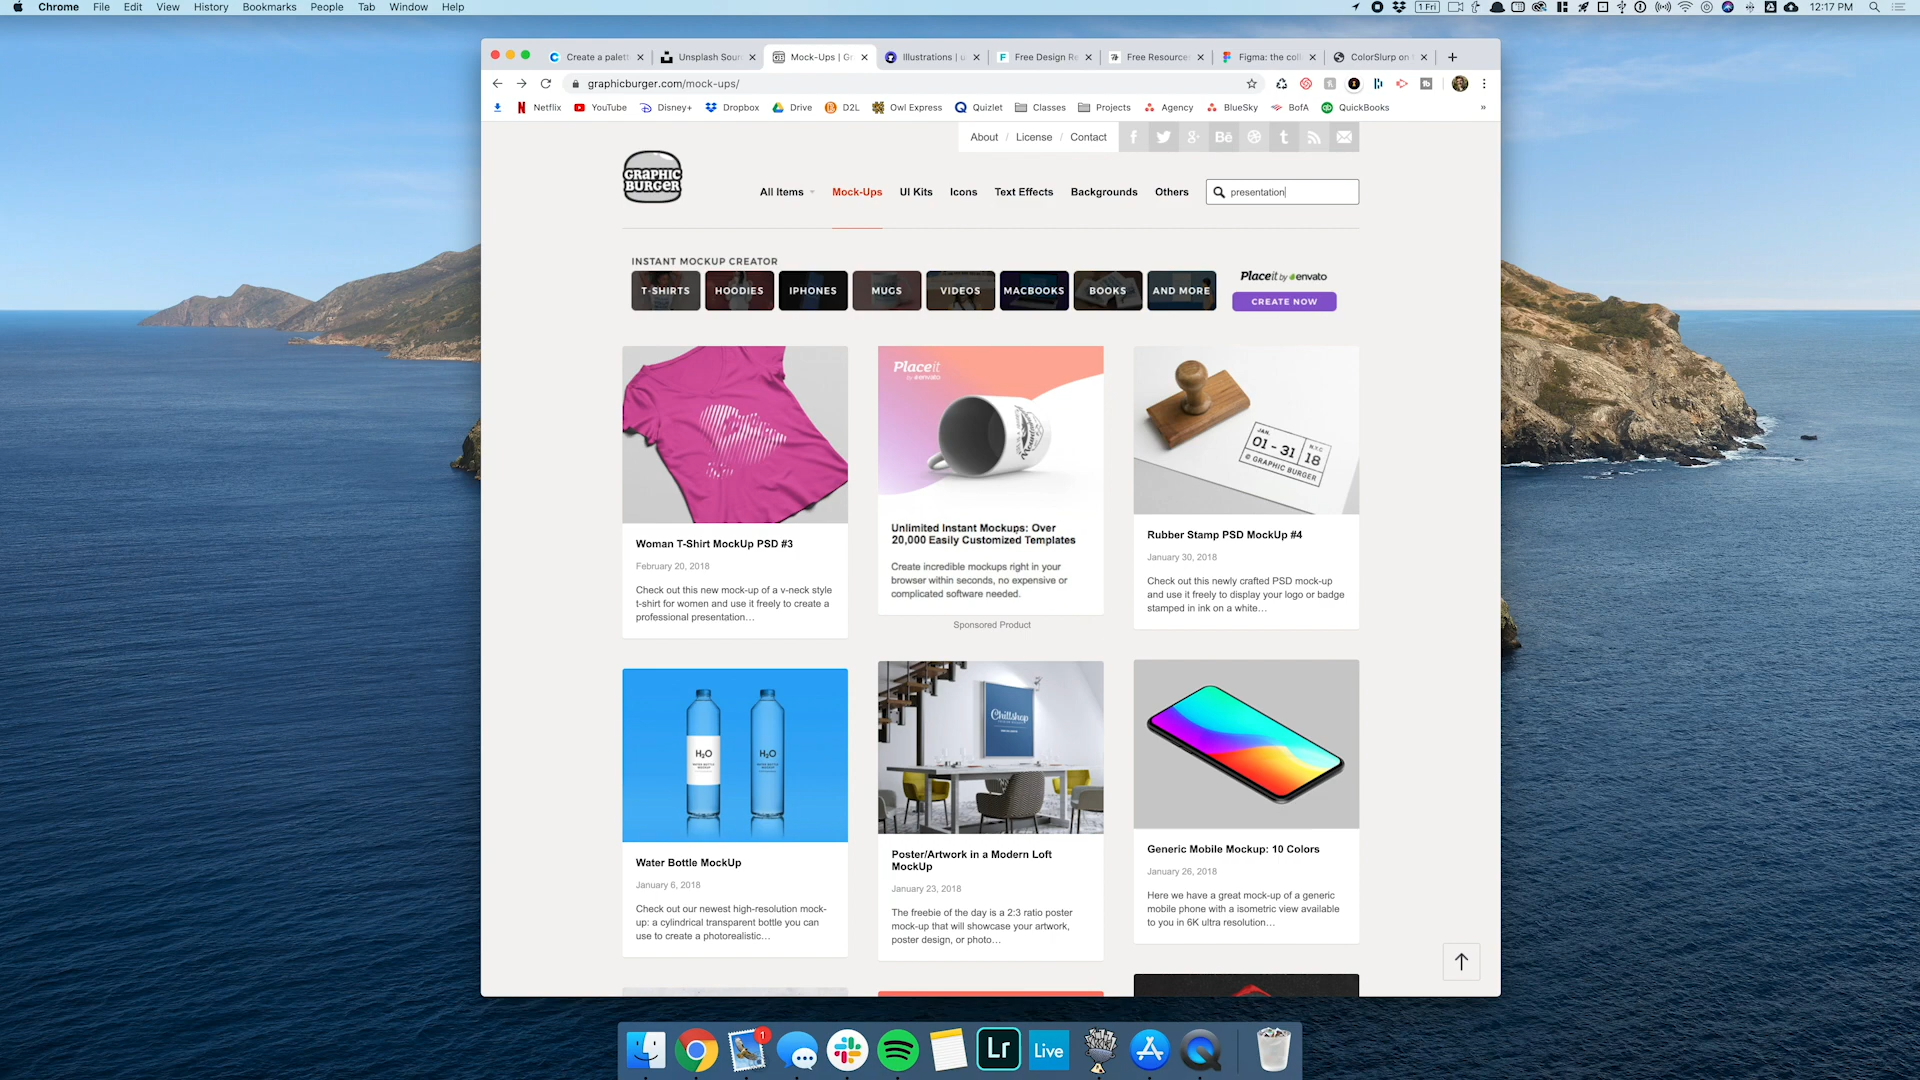 Chrome File Edit View History Bookmarks People Tab Window Help
1 Fri 12:17 PM
Create a palett Unsplash Sour Mock-Ups | Gr Illustrations | u Free Design Re Free Resource Figma: the coll ColorSlurp on
graphicburger.com/mock-ups/
Netflix YouTube Disney+ Dropbox Drive D2L Owl Express Quizlet Classes Projects Agency BlueSky BofA QuickBooks »
About / License / Contact
GRAPHIC
BURGER
All Items Mock-Ups UI Kits Icons Text Effects Backgrounds Others presentation
INSTANT MOCKUP CREATOR
T-SHIRTS HOODIES IPHONES MUGS VIDEOS MACBOOKS BOOKS AND MORE
Placeit by envato
CREATE NOW
Woman T-Shirt MockUp PSD #3
February 20, 2018
Check out this new mock-up of a v-neck style
t-shirt for women and use it freely to create a
professional presentation…
Placeit
by envato
Unlimited Instant Mockups: Over
20,000 Easily Customized Templates
Create incredible mockups right in your
browser within seconds, no expensive or
complicated software needed.
Sponsored Product
JAN.
01 - 31 18
N.Y.C
© GRAPHIC BURGER
Rubber Stamp PSD MockUp #4
January 30, 2018
Check out this newly crafted PSD mock-up
and use it freely to display your logo or badge
stamped in ink on a white…
H2O
H2O
Water Bottle MockUp
January 6, 2018
Check out our newest high-resolution mock-
up: a cylindrical transparent bottle you can
use to create a photorealistic…
Chillshop
Poster/Artwork in a Modern Loft
MockUp
January 23, 2018
The freebie of the day is a 2:3 ratio poster
mock-up that will showcase your artwork,
poster design, or photo…
Generic Mobile Mockup: 10 Colors
January 26, 2018
Here we have a great mock-up of a generic
mobile phone with a isometric view available
to you in 6K ultra resolution…
1
Lr
Live